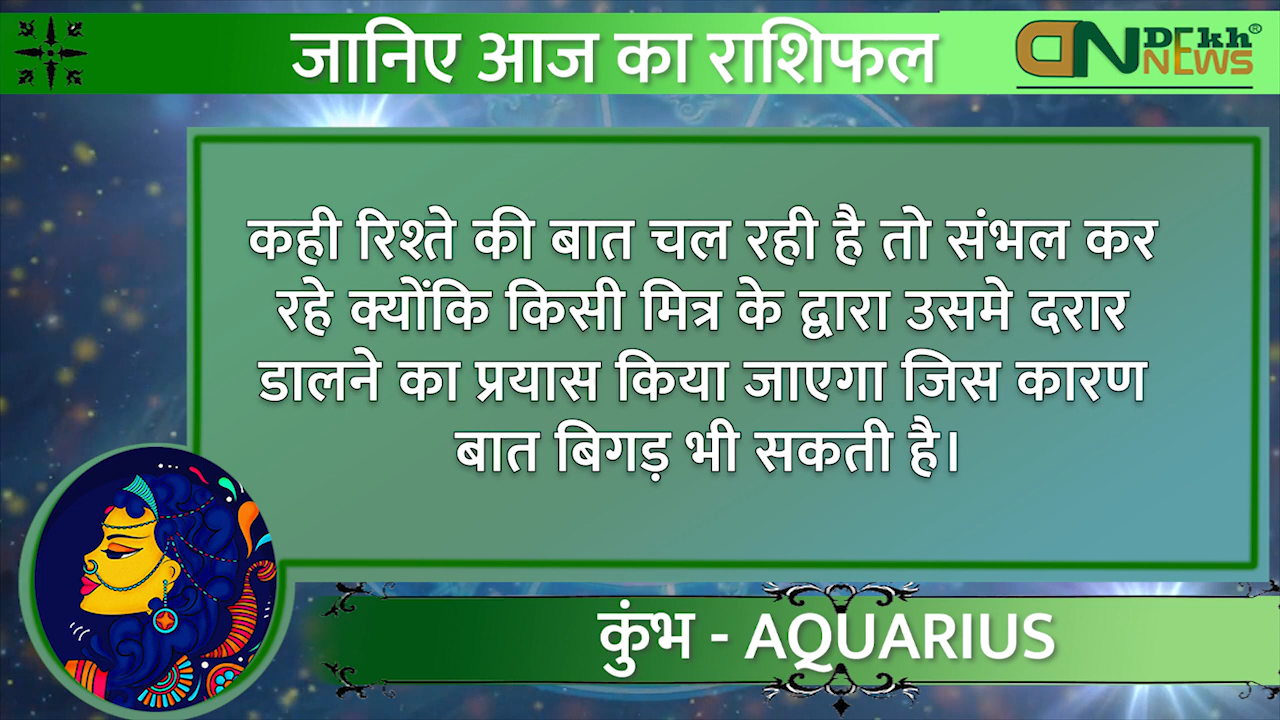 जानिए आज का राशिफल
DN DEkh NEWS®
कही रिश्ते की बात चल रही है तो संभल कर
रहे क्योंकि किसी मित्र के द्वारा उसमे दरार
डालने का प्रयास किया जाएगा जिस कारण
बात बिगड़ भी सकती है।
कुंभ - AQUARIUS